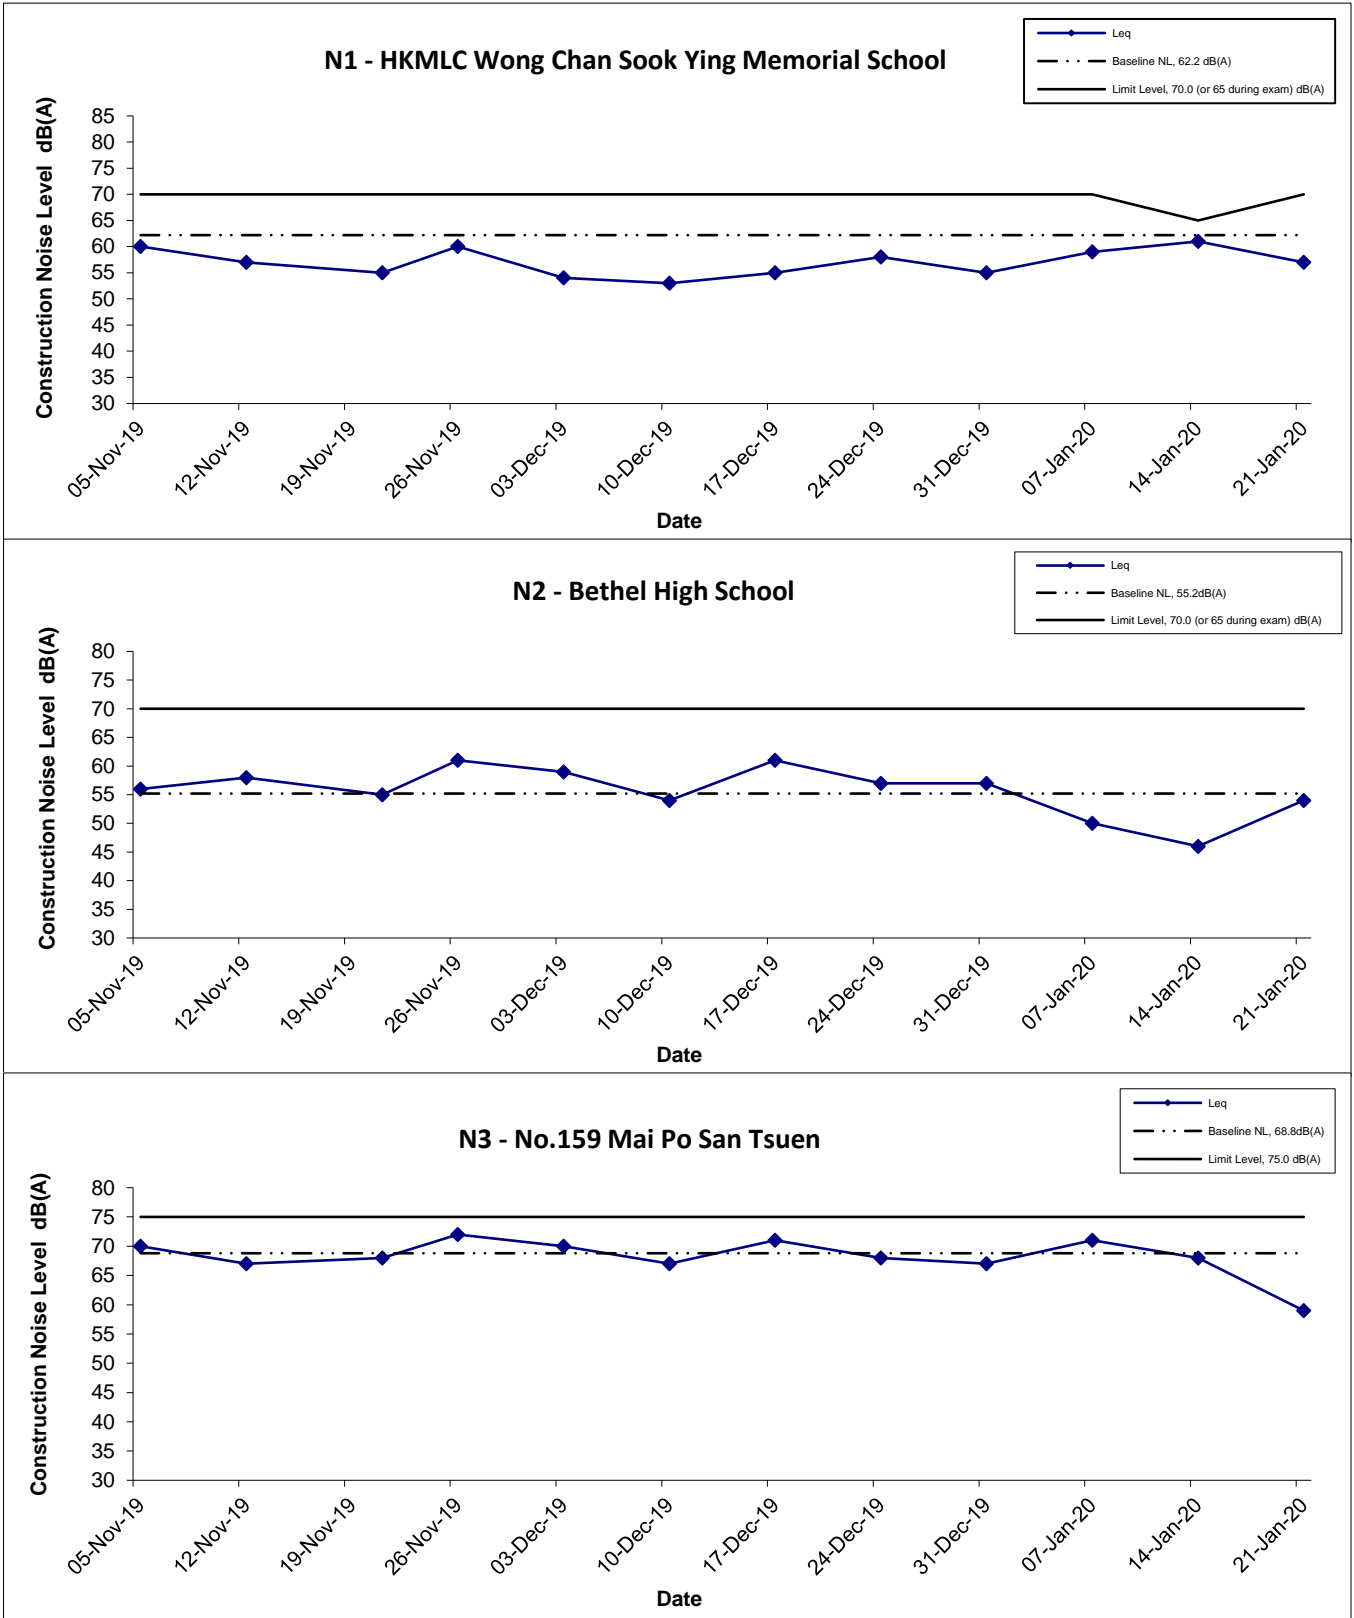 N1 - HKMLC Wong Chan Sook Ying Memorial School
Leq
Baseline NL, 62.2 dB(A)
Limit Level, 70.0 (or 65 during exam) dB(A)
Construction Noise Level dB(A)
85
80
75
70
65
60
55
50
45
40
35
30
05-Nov-19
12-Nov-19
19-Nov-19
26-Nov-19
03-Dec-19
10-Dec-19
17-Dec-19
24-Dec-19
31-Dec-19
07-Jan-20
14-Jan-20
21-Jan-20
Date
N2 - Bethel High School
Leq
Baseline NL, 55.2dB(A)
Limit Level, 70.0 (or 65 during exam) dB(A)
Construction Noise Level dB(A)
80
75
70
65
60
55
50
45
40
35
30
05-Nov-19
12-Nov-19
19-Nov-19
26-Nov-19
03-Dec-19
10-Dec-19
17-Dec-19
24-Dec-19
31-Dec-19
07-Jan-20
14-Jan-20
21-Jan-20
Date
N3 - No.159 Mai Po San Tsuen
Leq
Baseline NL, 68.8dB(A)
Limit Level, 75.0 dB(A)
Construction Noise Level dB(A)
80
75
70
65
60
55
50
45
40
35
30
05-Nov-19
12-Nov-19
19-Nov-19
26-Nov-19
03-Dec-19
10-Dec-19
17-Dec-19
24-Dec-19
31-Dec-19
07-Jan-20
14-Jan-20
21-Jan-20
Date